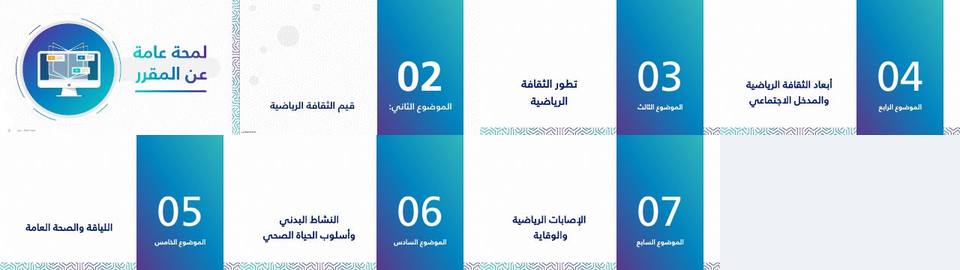 لمحة عامة
عن المقرر
02
الموضوع الثاني:
قيم الثقافة الرياضية
03
الموضوع الثالث
تطور الثقافة
الرياضية
04
الموضوع الرابع
أبعاد الثقافة الرياضية
والمدخل الاجتماعي
05
الموضوع الخامس
اللياقة والصحة العامة
06
الموضوع السادس
النشاط البدني
وأسلوب الحياة الصحي
07
الموضوع السابع
الإصابات الرياضية
والوقاية